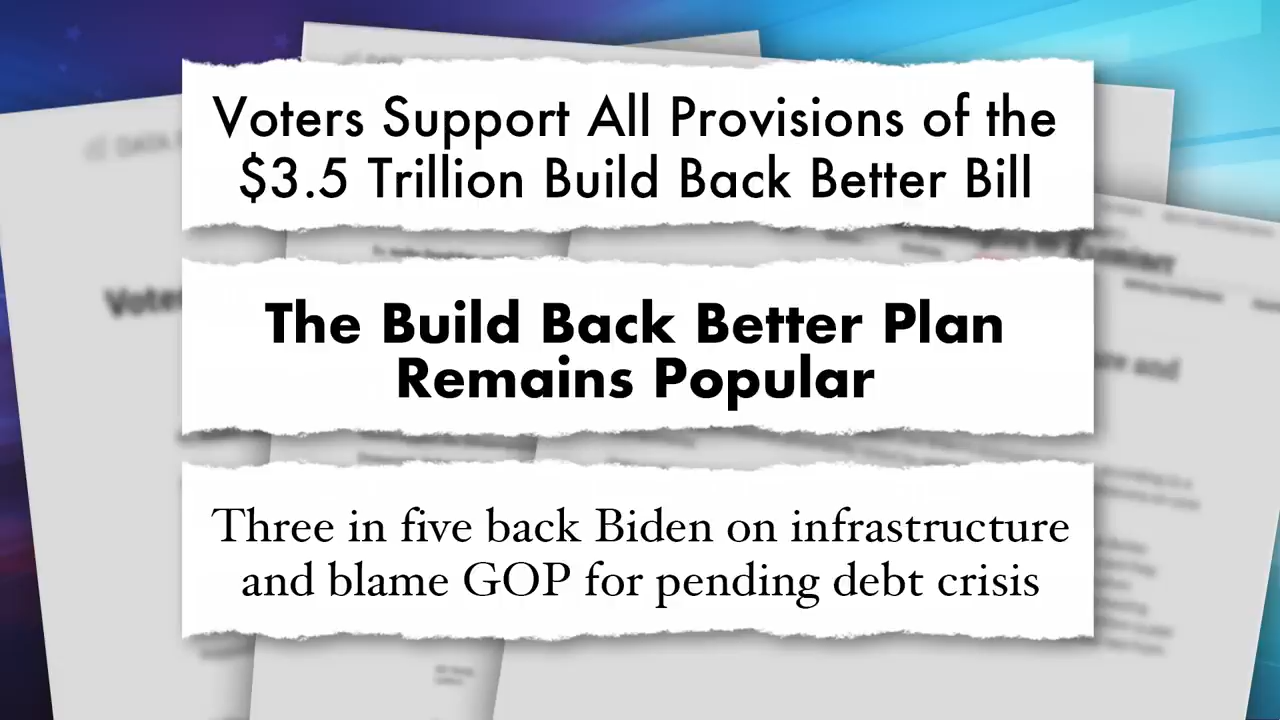 Voters Support All Provisions of the
$3.5 Trillion Build Back Better Bill
The Build Back Better Plan
Remains Popular
Three in five back Biden on infrastructure
and blame GOP for pending debt crisis